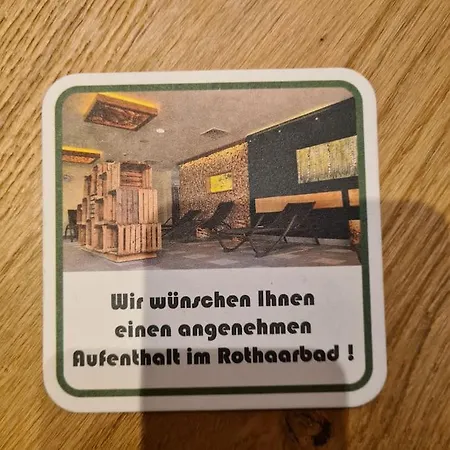 Wir wünschen Ihnen
einen angenehmen
Aufenthalt im Rothaarbad !